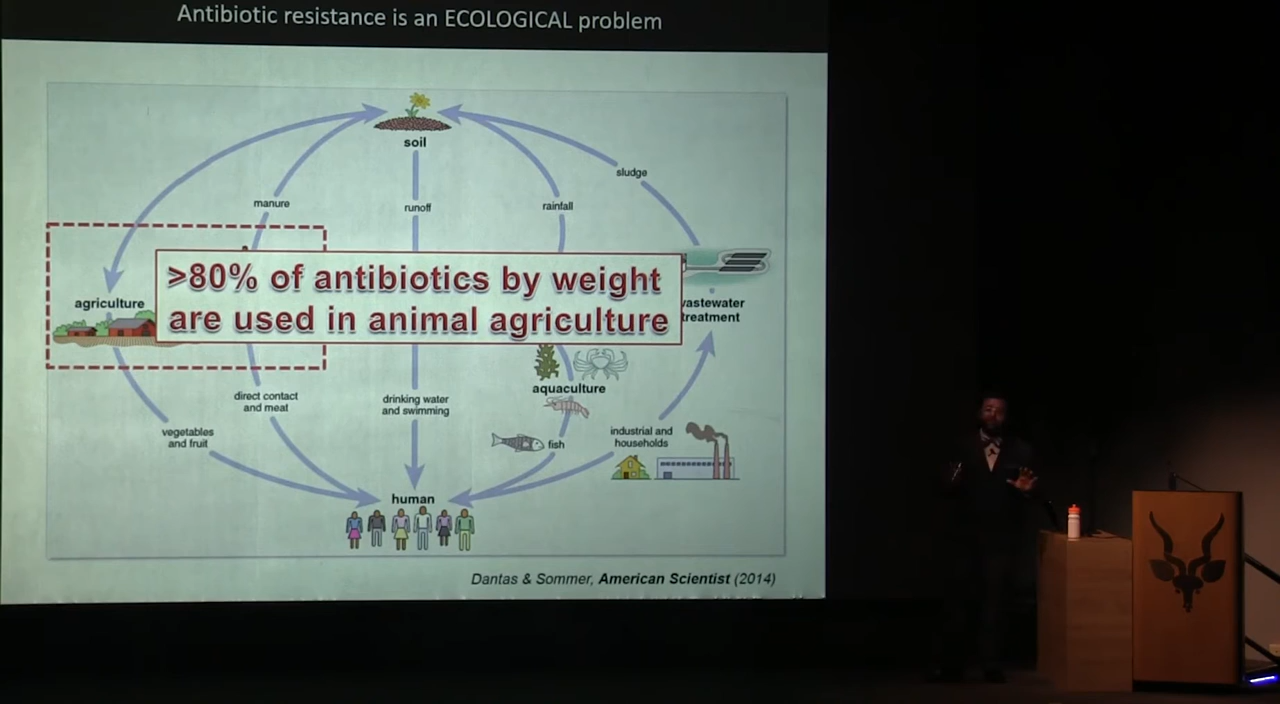 Antibiotic resistance is an ECOLOGICAL problem
soil
sludge
manure
runoff
rainfall
>80% of antibiotics by weight
are used in animal agriculture
agriculture
treatment
aquaculture
direct contact
and meat
drinking water
and swimming
vegetables
and fruit
fish
industrial and
households
human
Dantas & Sommer, American Scientist (2014)